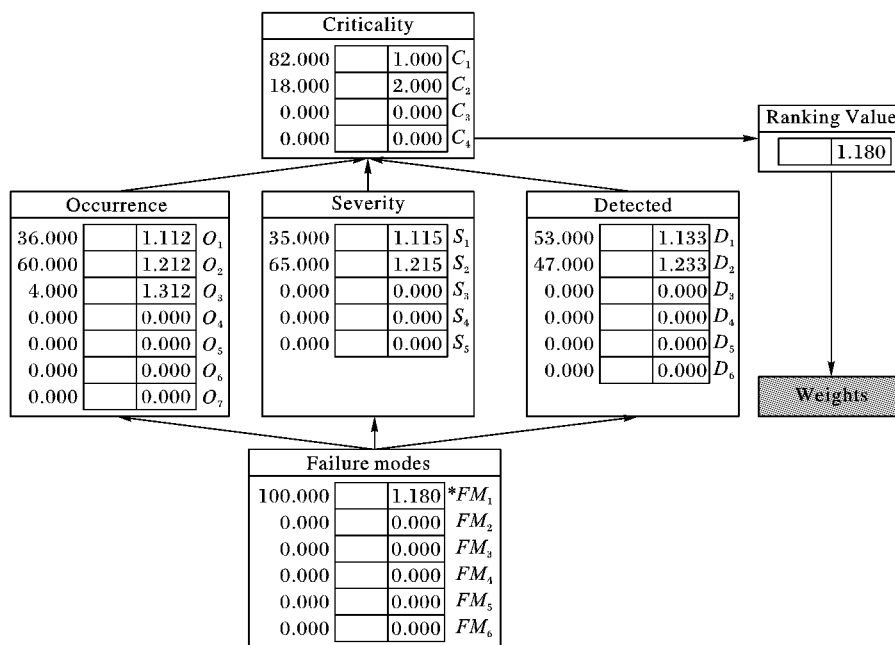 Criticality
82.000 1.000 C₁
18.000 2.000 C₂
0.000 0.000 C₃
0.000 0.000 C₄
Ranking Value
1.180
Occurrence
36.000 1.112 O₁
60.000 1.212 O₂
4.000 1.312 O₃
0.000 0.000 O₄
0.000 0.000 O₅
0.000 0.000 O₆
0.000 0.000 O₇
Severity
35.000 1.115 S₁
65.000 1.215 S₂
0.000 0.000 S₃
0.000 0.000 S₄
0.000 0.000 S₅
Detected
53.000 1.133 D₁
47.000 1.233 D₂
0.000 0.000 D₃
0.000 0.000 D₄
0.000 0.000 D₅
0.000 0.000 D₆
Weights
Failure modes
100.000 1.180 *FM₁
0.000 0.000 FM₂
0.000 0.000 FM₃
0.000 0.000 FM₄
0.000 0.000 FM₅
0.000 0.000 FM₆